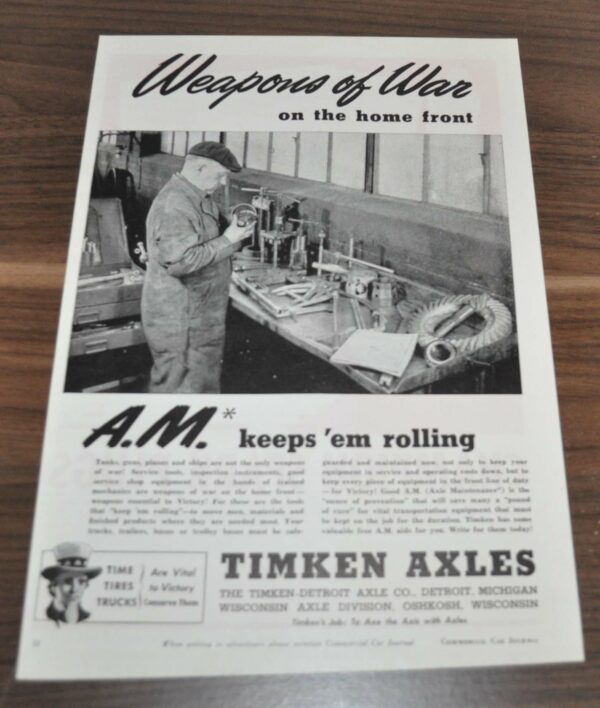 Weapons of War
on the home front
A.M.* keeps 'em rolling
Tanks, guns, planes and ships are not the only weapons
of war! Service tools, inspection instruments, good
service shop equipment in the hands of trained
mechanics are weapons of war on the home front—
weapons essential to Victory! For these are the tools
that "keep 'em rolling"—to move men, materials and
finished products where they are needed most. Your
trucks, trailers, buses or trolley buses must be safe-
guarded and maintained now, not only to keep your
equipment in service and operating costs down, but to
keep every piece of equipment in the front line of duty
—for Victory! Good A.M. (Axle Maintenance*) is the
"ounce of prevention" that will save many a "pound
of cure" for vital transportation equipment that must
be kept on the job for the duration. Timken has some
valuable free A.M. aids for you. Write for them today!
TIME
TIRES
TRUCKS
Are Vital
to Victory
Conserve Them
TIMKEN AXLES
THE TIMKEN-DETROIT AXLE CO., DETROIT, MICHIGAN
WISCONSIN AXLE DIVISION, OSHKOSH, WISCONSIN
Timken's Job: To Axe the Axis with Axles
When writing to advertisers please mention Commercial Car Journal
Commercial Car Journal